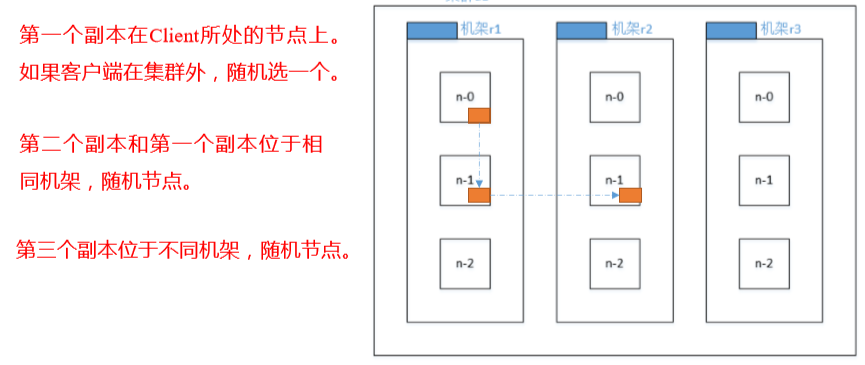 第一个副本在Client所处的节点上。
如果客户端在集群外，随机选一个。
第二个副本和第一个副本位于相
同机架，随机节点。
第三个副本位于不同机架，随机节点。
机架r1
机架r2
机架r3
n-0
n-0
n-0
n-1
n-1
n-1
n-2
n-2
n-2